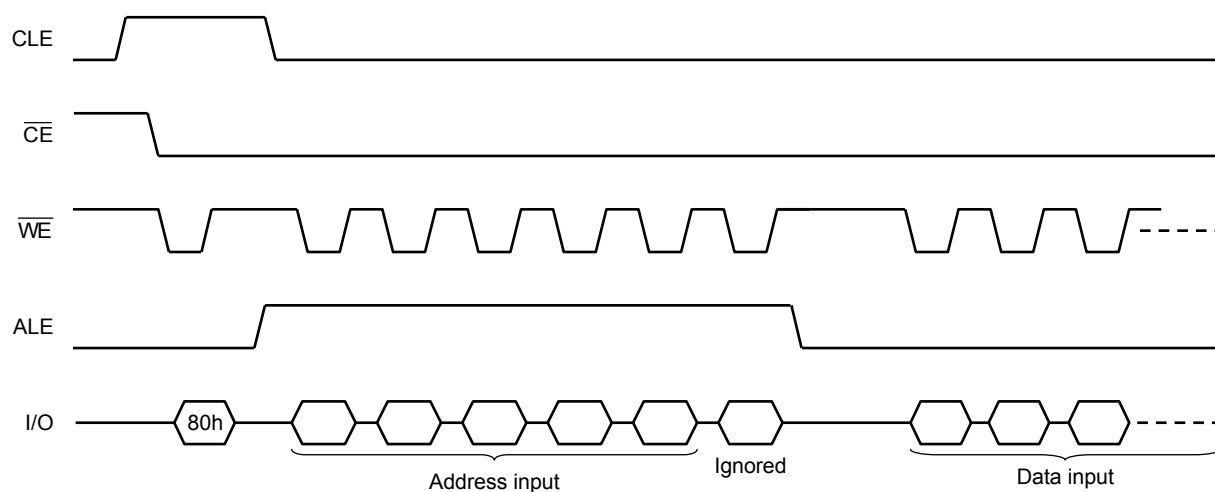 CLE
CE
WE
ALE
I/O
80h
Address input
Ignored
Data input